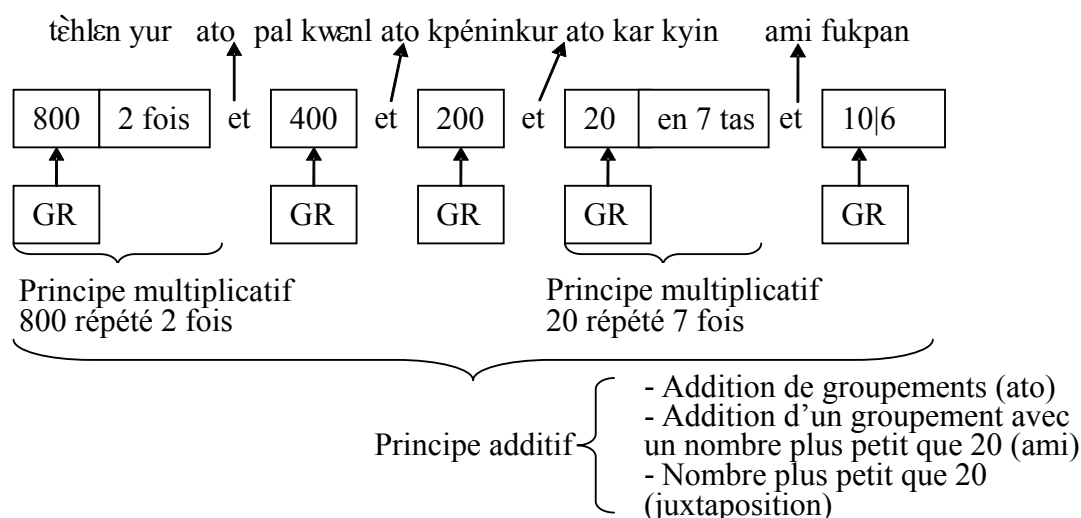 tɛ̀hlɛn yur ato pal kwɛnl ato kpéninkur ato kar kyin ami fukpan
800 2 fois et 400 et 200 et 20 en 7 tas et 10|6
GR GR GR GR GR
Principe multiplicatif Principe multiplicatif
800 répété 2 fois 20 répété 7 fois
- Addition de groupements (ato)
- Addition d’un groupement avec
Principe additif un nombre plus petit que 20 (ami)
- Nombre plus petit que 20
(juxtaposition)